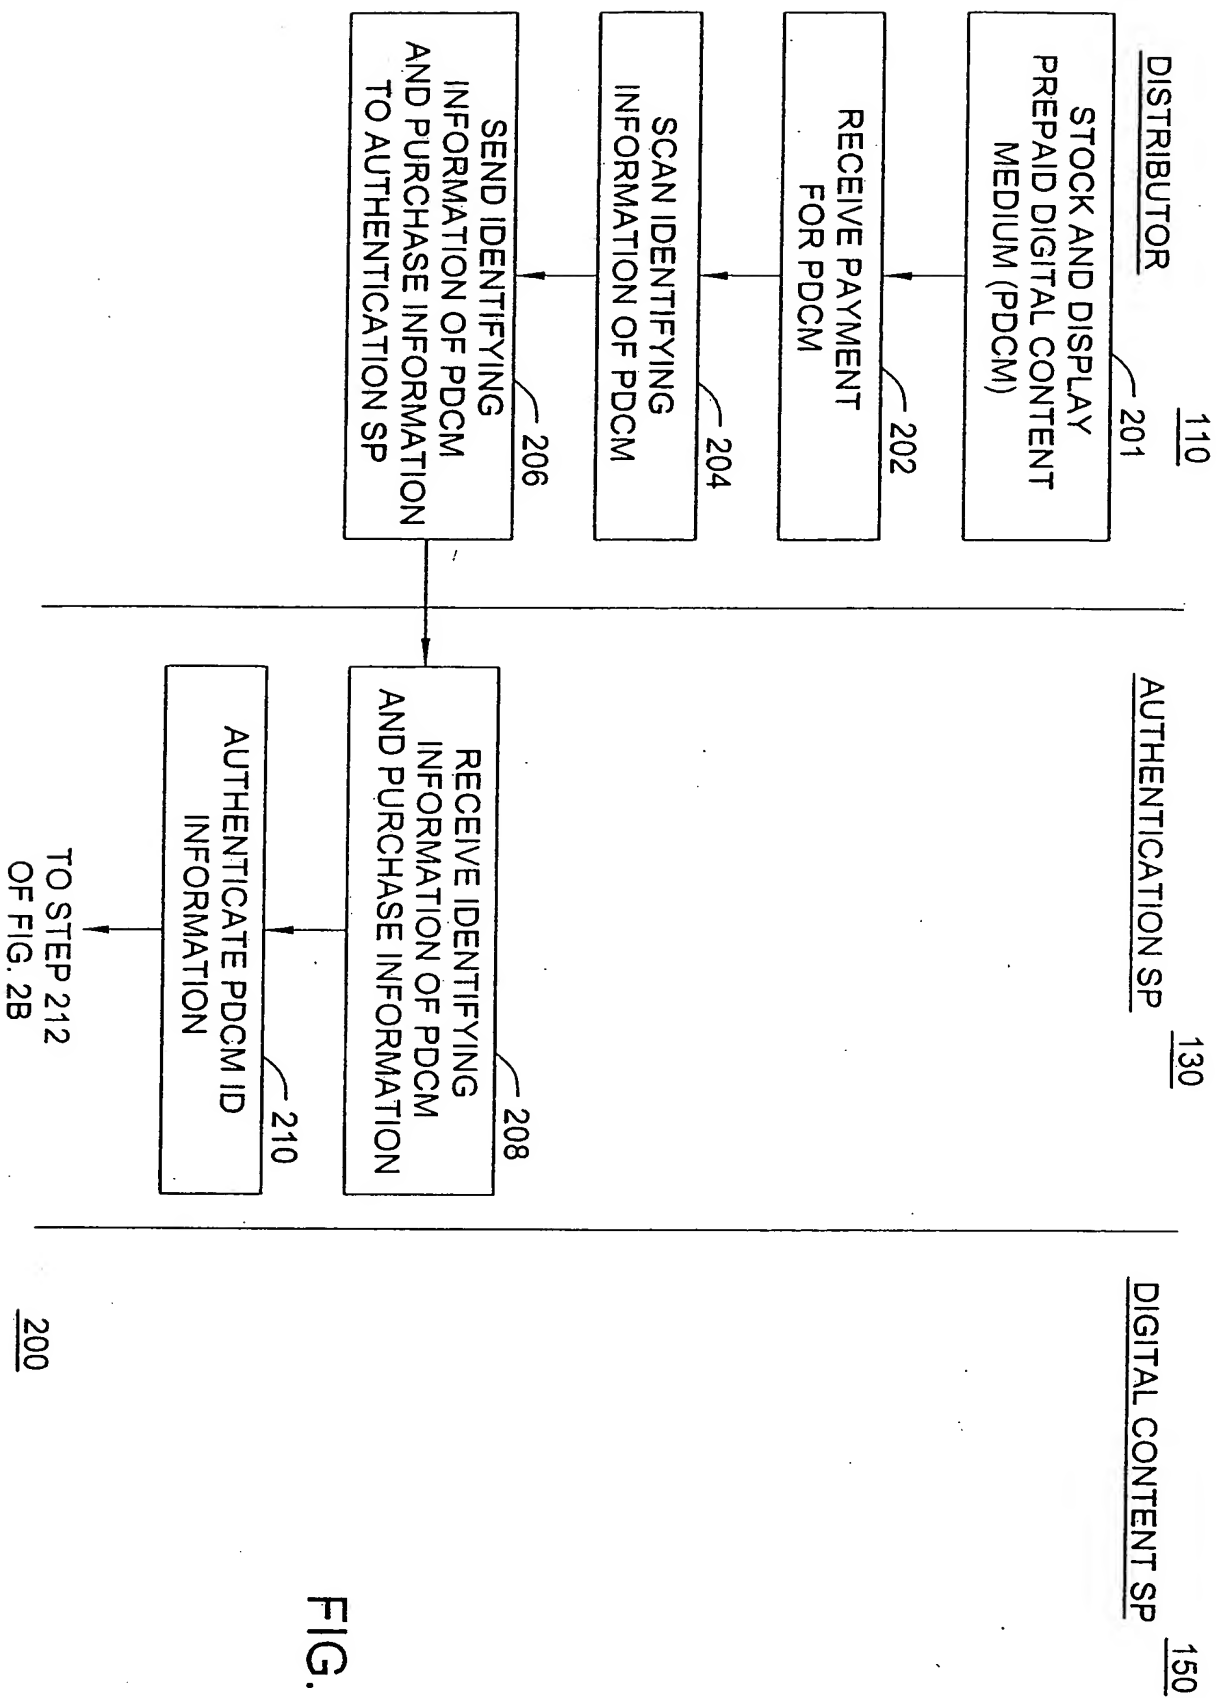 DISTRIBUTOR
110
STOCK AND DISPLAY
PREPAID DIGITAL CONTENT
MEDIUM (PDCM)
201
RECEIVE PAYMENT
FOR PDCM
202
SCAN IDENTIFYING
INFORMATION OF PDCM
204
SEND IDENTIFYING
INFORMATION OF PDCM
AND PURCHASE INFORMATION
TO AUTHENTICATION SP
206
AUTHENTICATION SP
130
RECEIVE IDENTIFYING
INFORMATION OF PDCM
AND PURCHASE INFORMATION
208
AUTHENTICATE PDCM ID
INFORMATION
210
TO STEP 212
OF FIG. 2B
DIGITAL CONTENT SP
150
200
FIG.